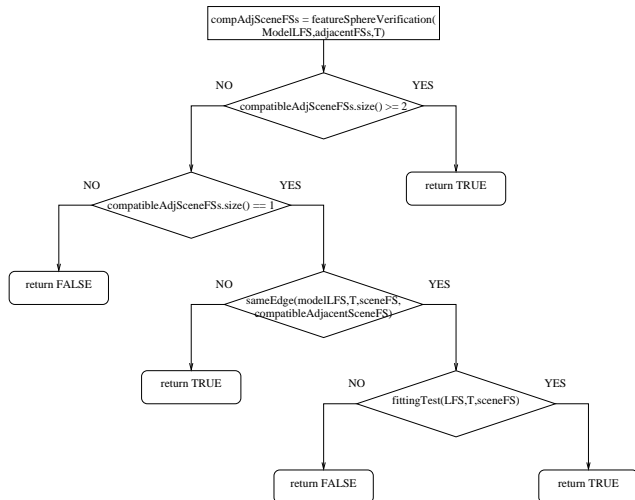 compAdjSceneFSs = featureSphereVerification(
ModelLFS,adjacentFSs,T)
NO
YES
compatibleAdjSceneFSs.size() >= 2
NO
YES
return TRUE
compatibleAdjSceneFSs.size() == 1
return FALSE
NO
YES
sameEdge(modelLFS,T,sceneFS,
compatibleAdjacentSceneFS)
return TRUE
NO
YES
fittingTest(LFS,T,sceneFS)
return FALSE
return TRUE